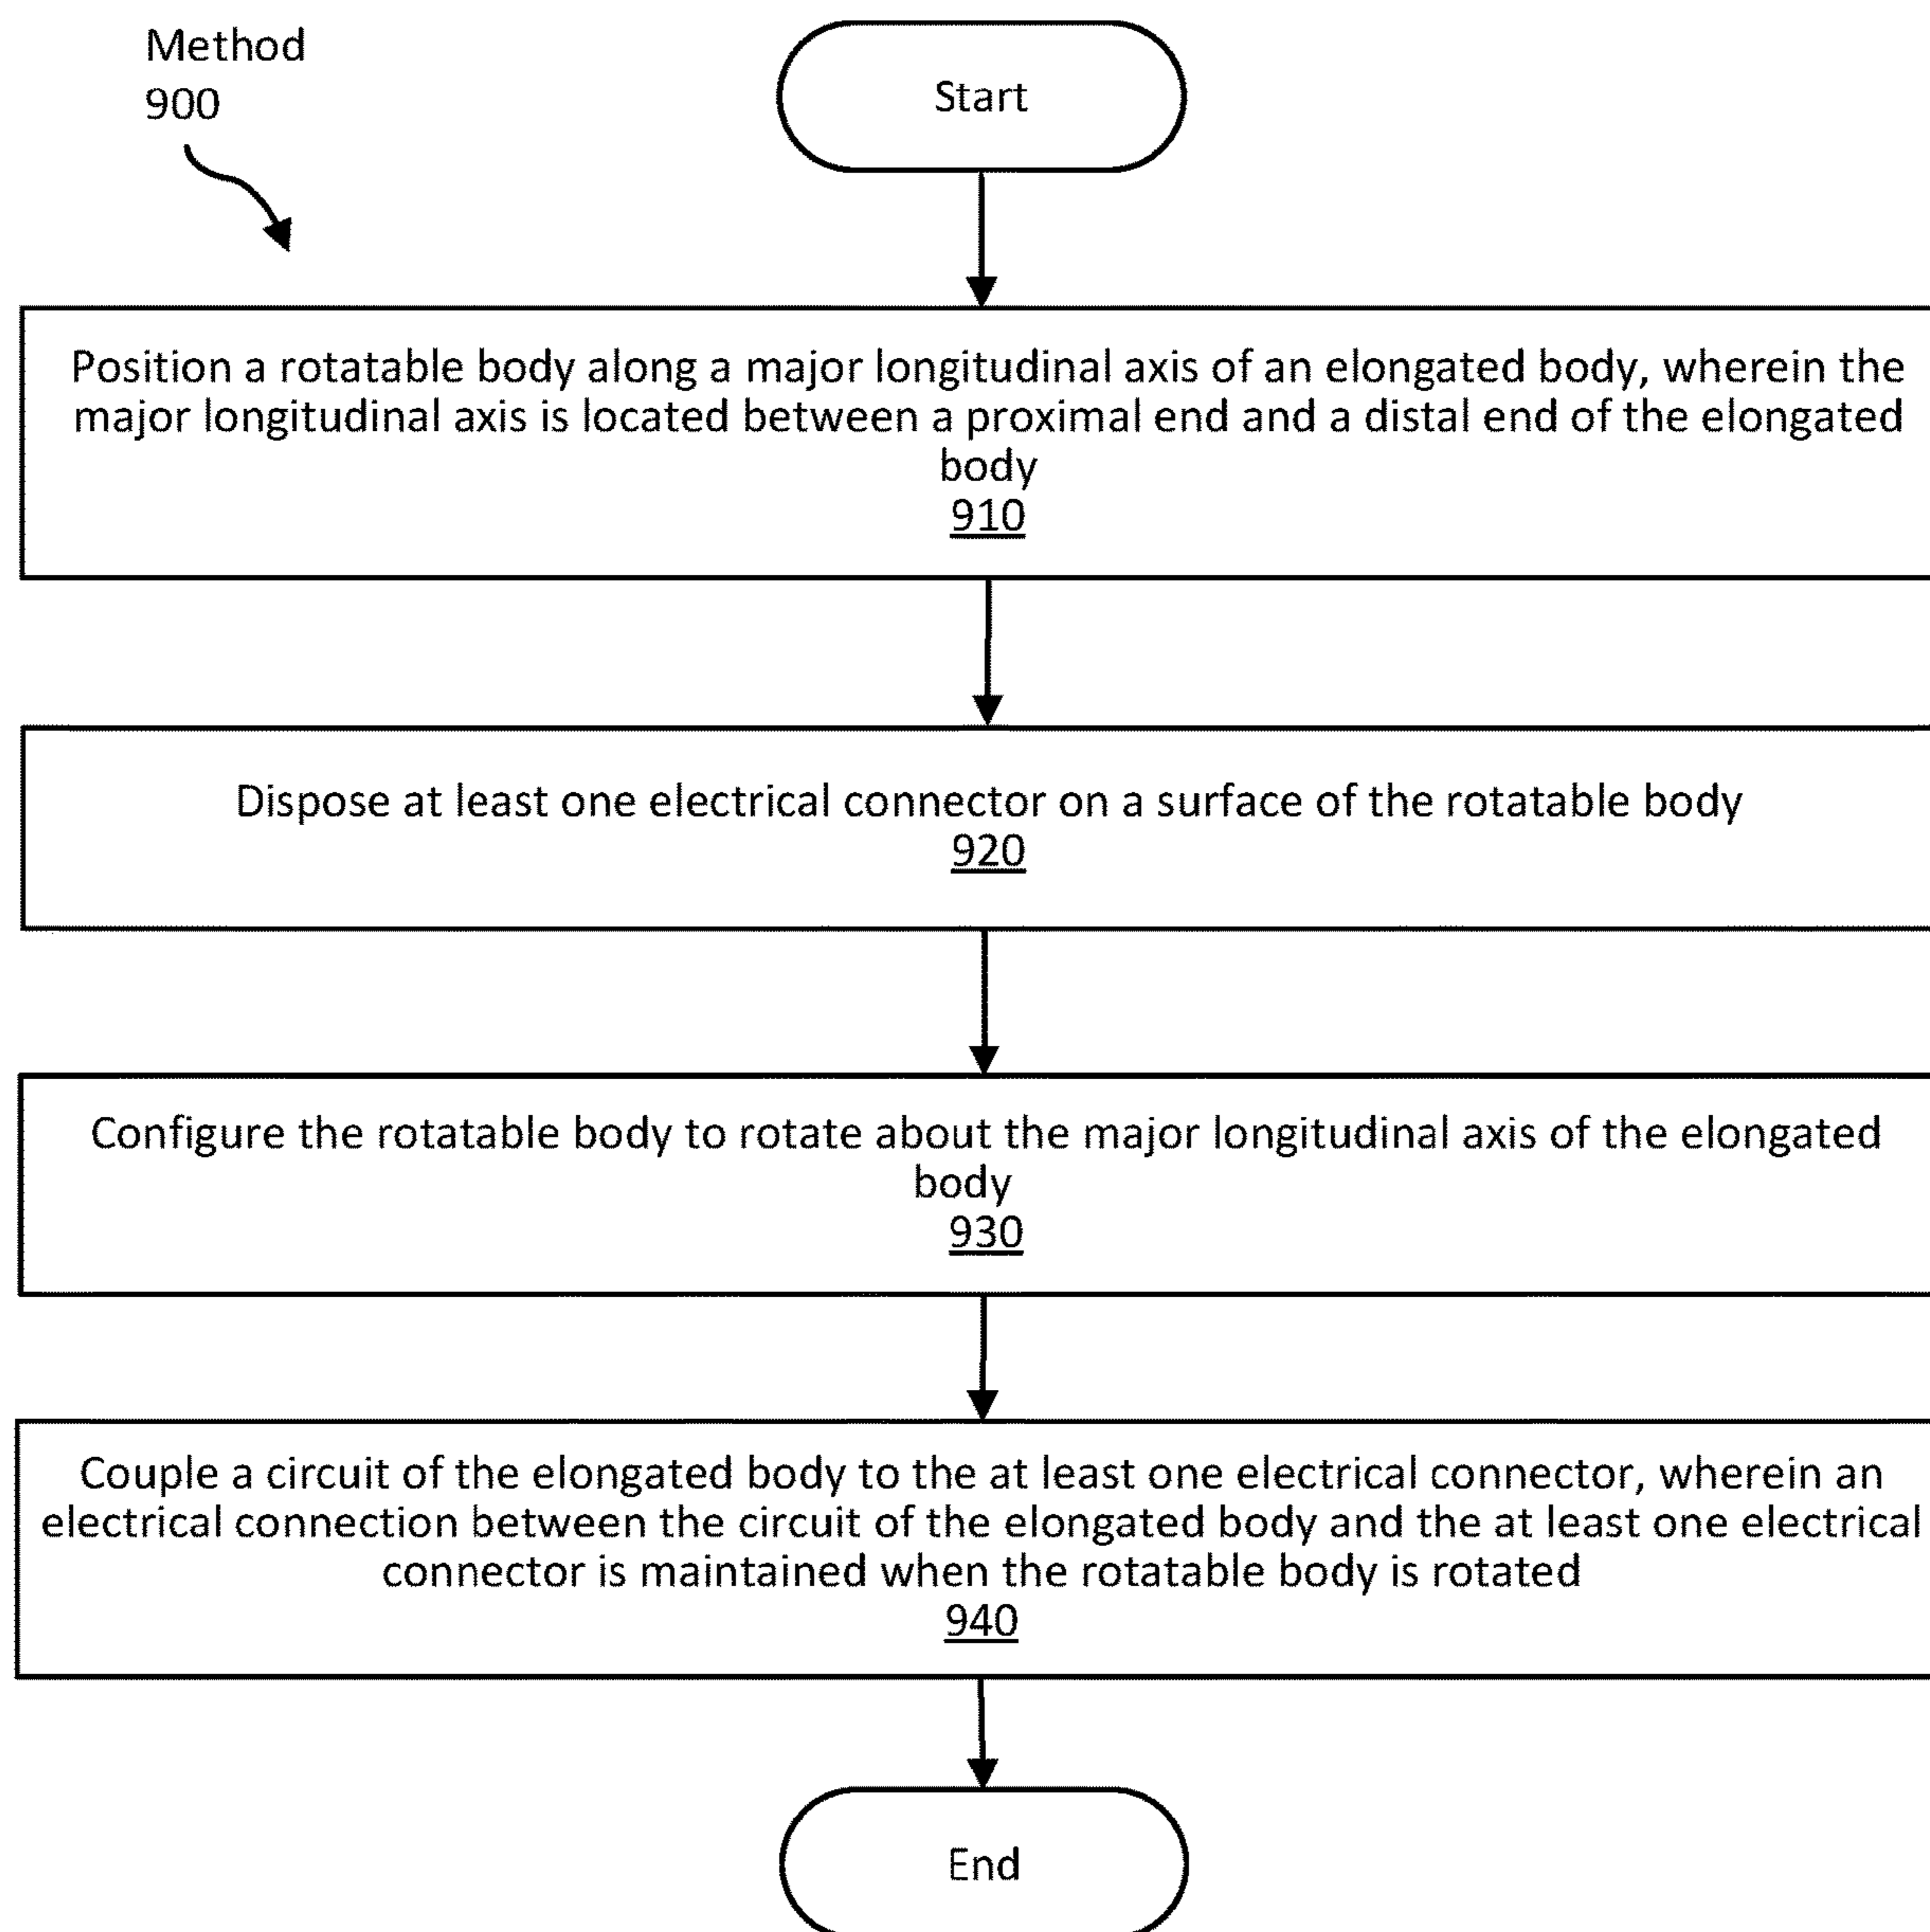 Method
900
Start
Position a rotatable body along a major longitudinal axis of an elongated body, wherein the
major longitudinal axis is located between a proximal end and a distal end of the elongated
body
910
Dispose at least one electrical connector on a surface of the rotatable body
920
Configure the rotatable body to rotate about the major longitudinal axis of the elongated
body
930
Couple a circuit of the elongated body to the at least one electrical connector, wherein an
electrical connection between the circuit of the elongated body and the at least one electrical
connector is maintained when the rotatable body is rotated
940
End